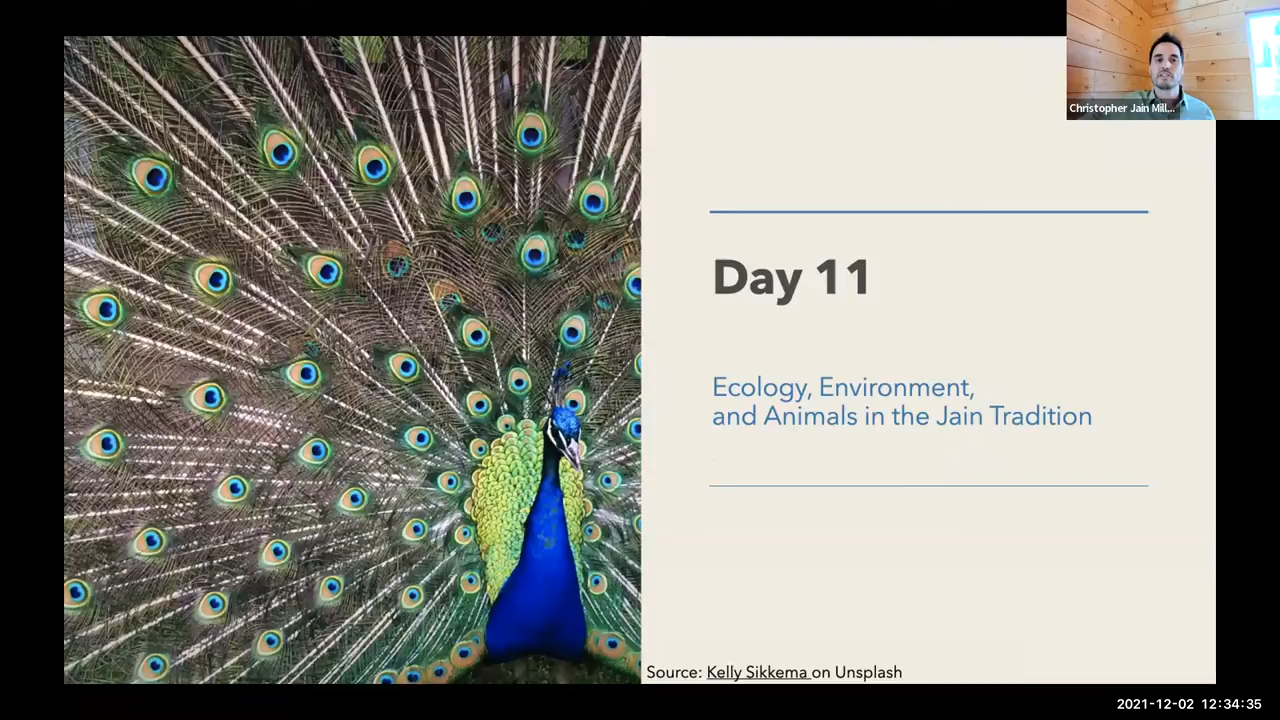 Christopher Jain Mill...
Day 11
Ecology, Environment,
and Animals in the Jain Tradition
Source: Kelly Sikkema on Unsplash
2021-12-02 12:34:35